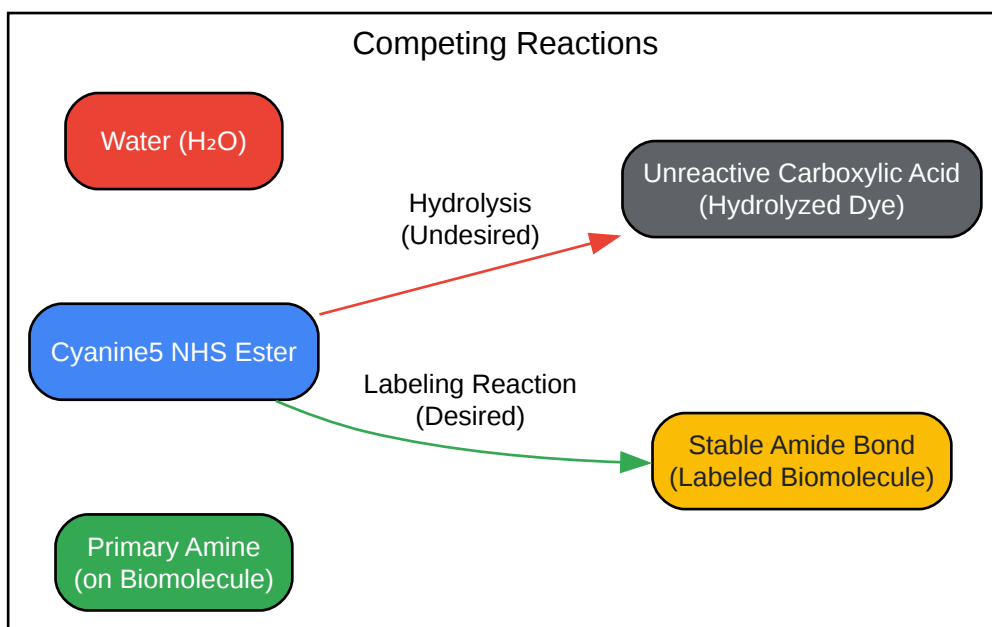 Competing Reactions
Water (H₂O)
Unreactive Carboxylic Acid
(Hydrolyzed Dye)
Hydrolysis
(Undesired)
Cyanine5 NHS Ester
Labeling Reaction
(Desired)
Stable Amide Bond
(Labeled Biomolecule)
Primary Amine
(on Biomolecule)